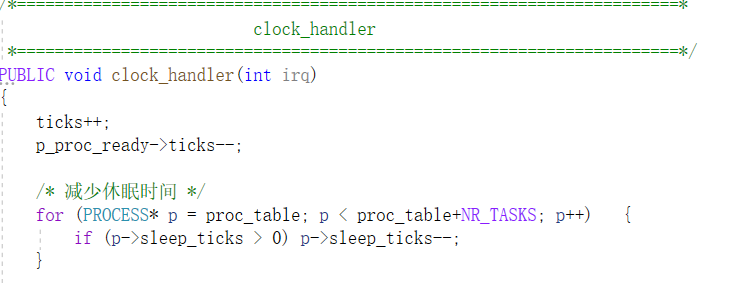 /*======================================================================*
                           clock_handler
 *======================================================================*/
PUBLIC void clock_handler(int irq)
{
    ticks++;
    p_proc_ready->ticks--;

    /* 减少休眠时间 */
    for (PROCESS* p = proc_table; p < proc_table+NR_TASKS; p++)   {
        if (p->sleep_ticks > 0) p->sleep_ticks--;
    }